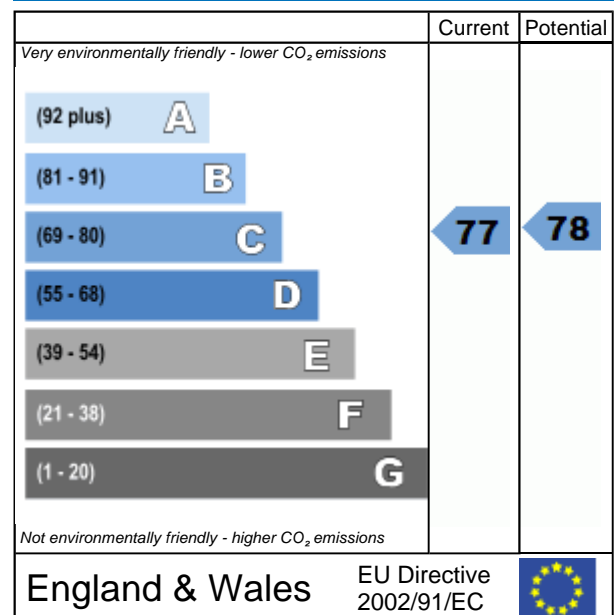 Current Potential
Very environmentally friendly - lower CO₂ emissions
(92 plus) A
(81 - 91) B
(69 - 80) C 77 78
(55 - 68) D
(39 - 54) E
(21 - 38) F
(1 - 20) G
Not environmentally friendly - higher CO₂ emissions
England & Wales EU Directive
2002/91/EC